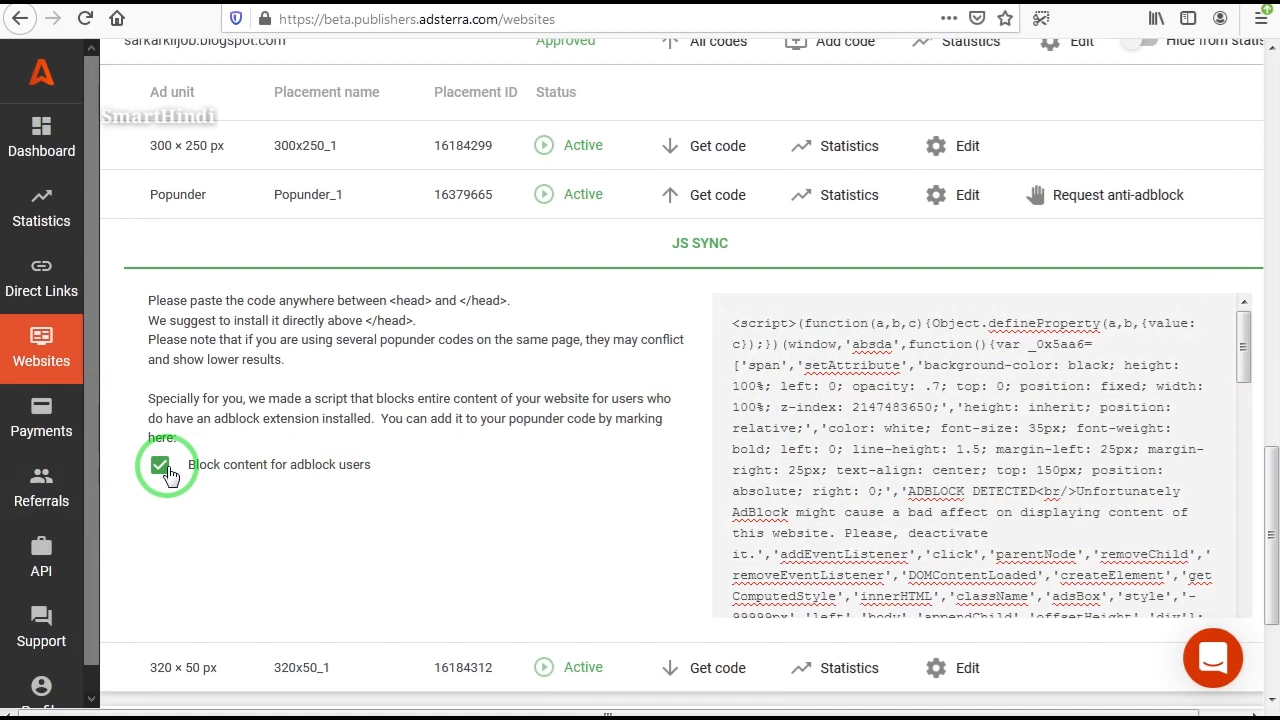 https://beta.publishers.adsterra.com/websites
sarkarkiijob.blogspot.com Approved All codes Add code Statistics Edit
Ad unit Placement name Placement ID Status
SmartHindi
300 × 250 px 300x250_1 16184299 Active Get code Statistics Edit
Popunder Popunder_1 16379665 Active Get code Statistics Edit Request anti-adblock
JS SYNC
Please paste the code anywhere between <head> and </head>.
We suggest to install it directly above </head>.
Please note that if you are using several popunder codes on the same page, they may conflict
and show lower results.
Specially for you, we made a script that blocks entire content of your website for users who
do have an adblock extension installed. You can add it to your popunder code by marking
here:
Block content for adblock users
<script>(function(a,b,c){Object.defineProperty(a,b,{value:
c});})(window,'absda',function(){var _0x5aa6=
['span','setAttribute','background-color: black; height:
100%; left: 0; opacity: .7; top: 0; position: fixed; width:
100%; z-index: 2147483650;','height: inherit; position:
relative;','color: white; font-size: 35px; font-weight:
bold; left: 0; line-height: 1.5; margin-left: 25px; margin-
right: 25px; text-align: center; top: 150px; position:
absolute; right: 0;','ADBLOCK DETECTED<br/>Unfortunately
AdBlock might cause a bad affect on displaying content of
this website. Please, deactivate
it.','addEventListener','click','parentNode','removeChild','
removeEventListener','DOMContentLoaded','createElement','get
ComputedStyle','innerHTML','className','adsBox','style','-
99999px','left','body','appendChild','offsetHeight','div'];
320 × 50 px 320x50_1 16184312 Active Get code Statistics Edit
Dashboard
Statistics
Direct Links
Websites
Payments
Referrals
API
Support